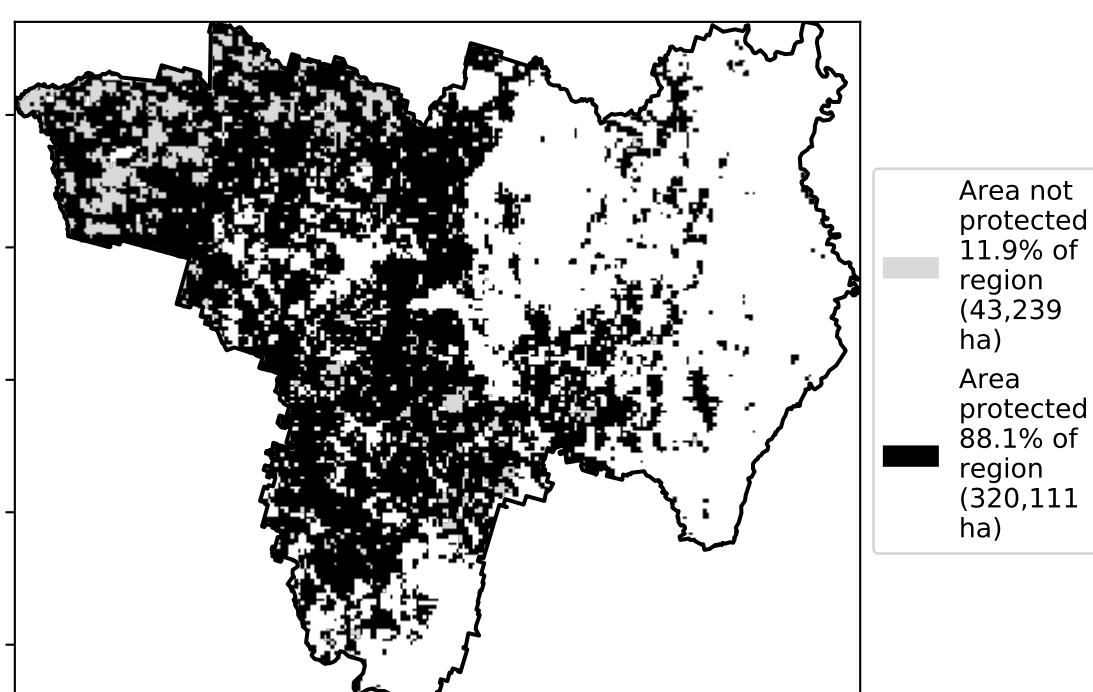 Area not
protected
11.9% of
region
(43,239
ha)
Area
protected
88.1% of
region
(320,111
ha)